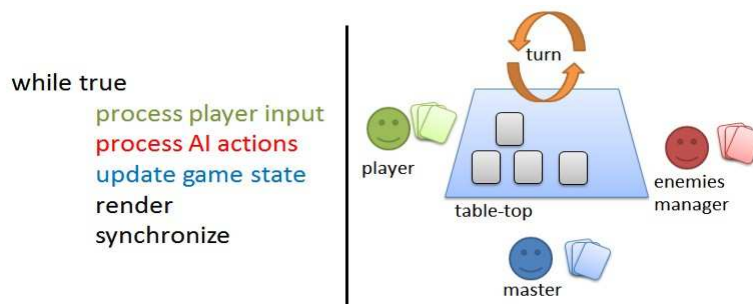 while true
process player input
process AI actions
update game state
render
synchronize
turn
player
table-top
enemies
manager
master